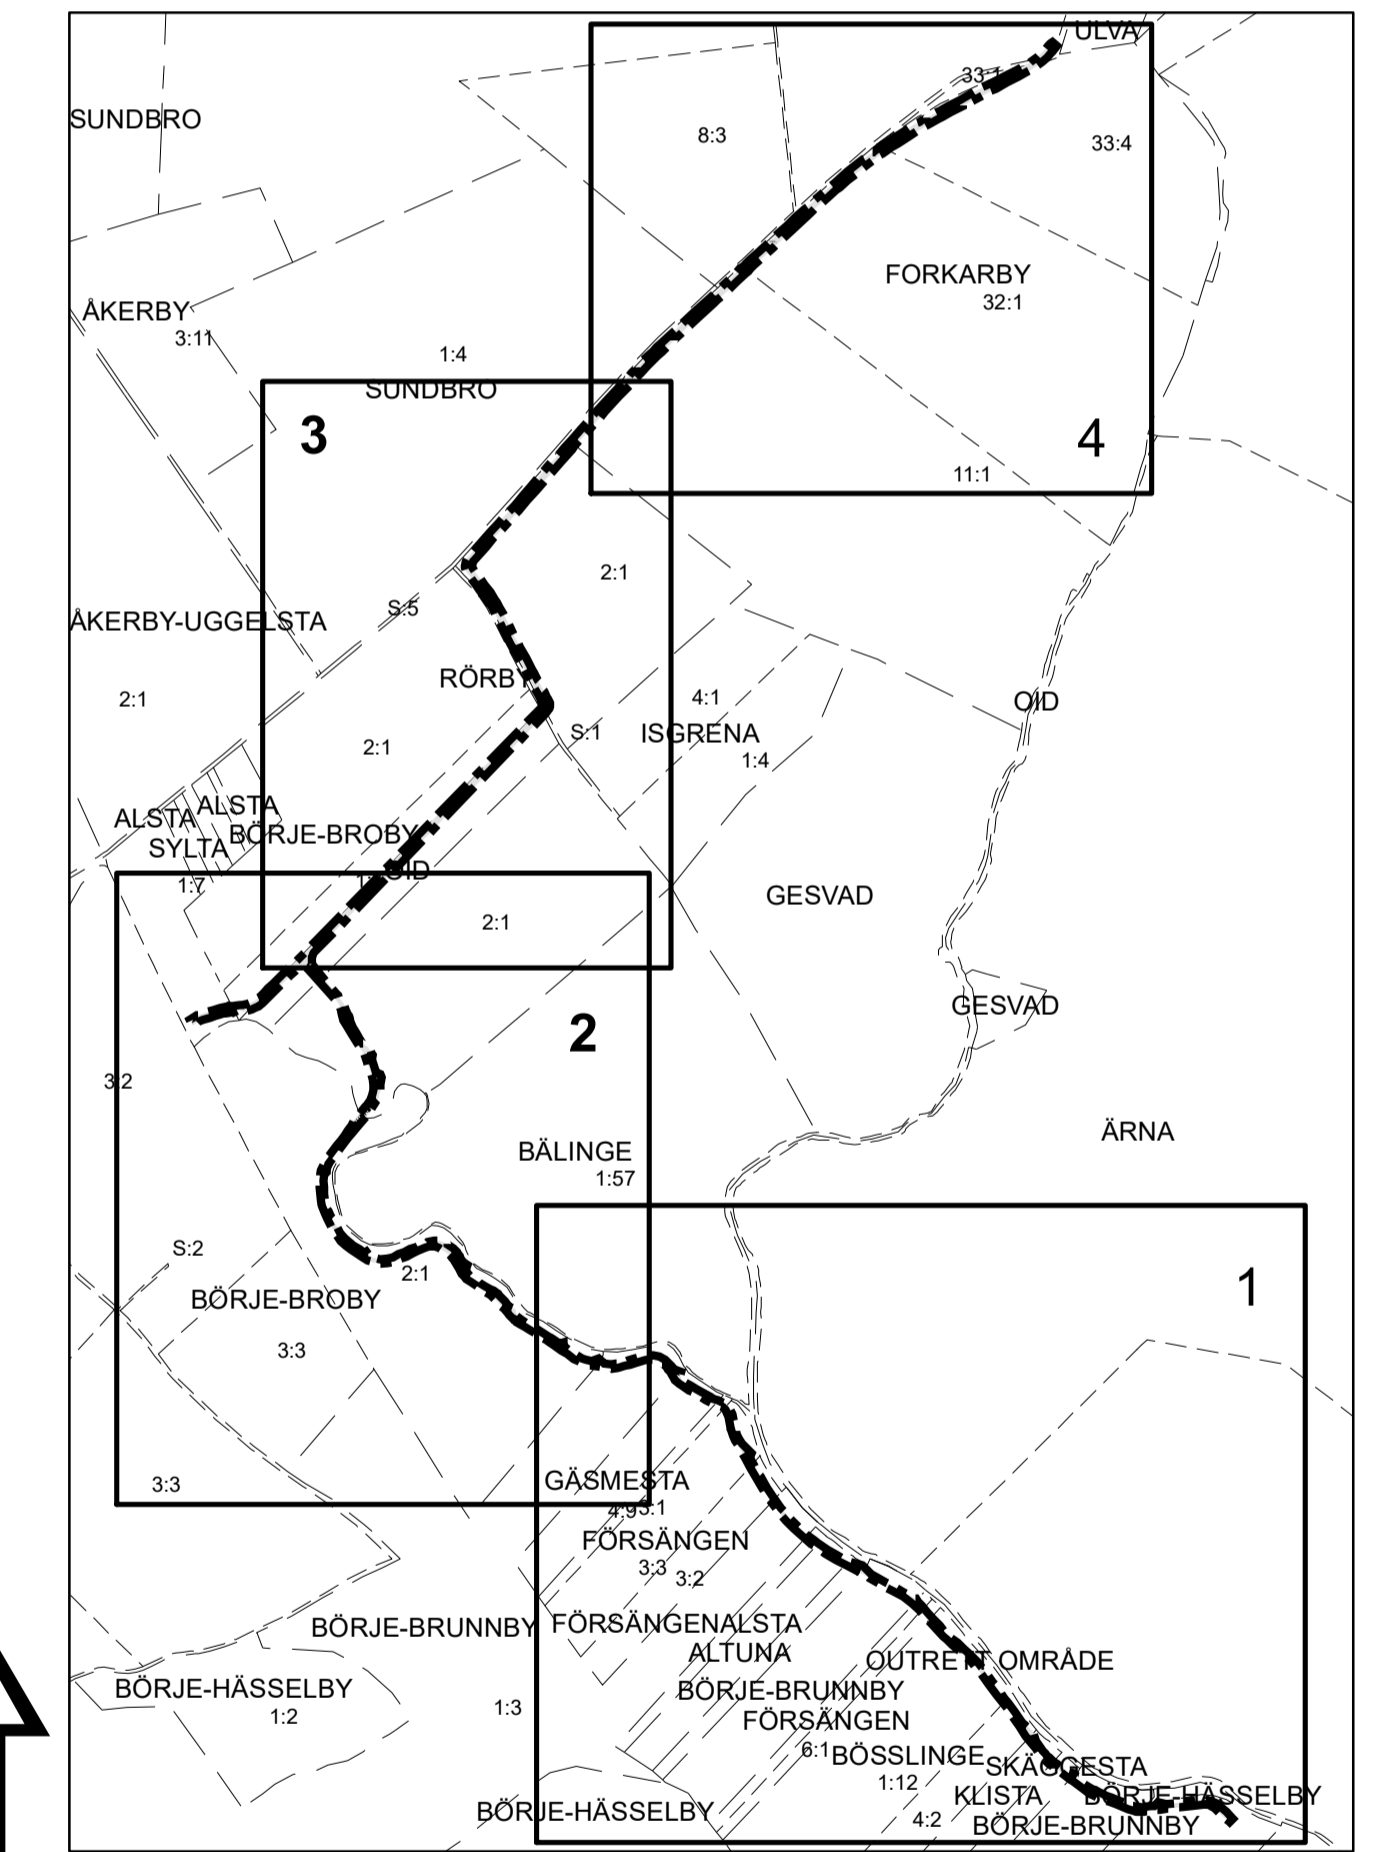 ULVA
33:1
SUNDBRO
8:3
33:4
FORKARBY
32:1
ÅKERBY
3:11
1:4
SUNDBRO
3
4
11:1
2:1
S:5
ÅKERBY-UGGELSTA
RÖRBY
2:1
4:1
OID
S:1
ISGRENA
2:1
1:4
ALSTA
ALSTA
BÖRJE-BROBY
SYLTA
OID
1:7
GESVAD
2:1
GESVAD
2
3:2
ÄRNA
BÄLINGE
1:57
S:2
2:1
1
BÖRJE-BROBY
3:3
GÄSMESTA
3:3
4:9
3:1
FÖRSÄNGEN
3:3
3:2
BÖRJE-BRUNNBY
FÖRSÄNGENALSTA
ALTUNA
OUTRETT OMRÅDE
BÖRJE-HÄSSELBY
1:2
BÖRJE-BRUNNBY
1:3
FÖRSÄNGEN
6:1
BÖSSLINGE
SKÄGGESTA
1:12
KLISTA
BÖRJE-HÄSSELBY
BÖRJE-HÄSSELBY
4:2
BÖRJE-BRUNNBY